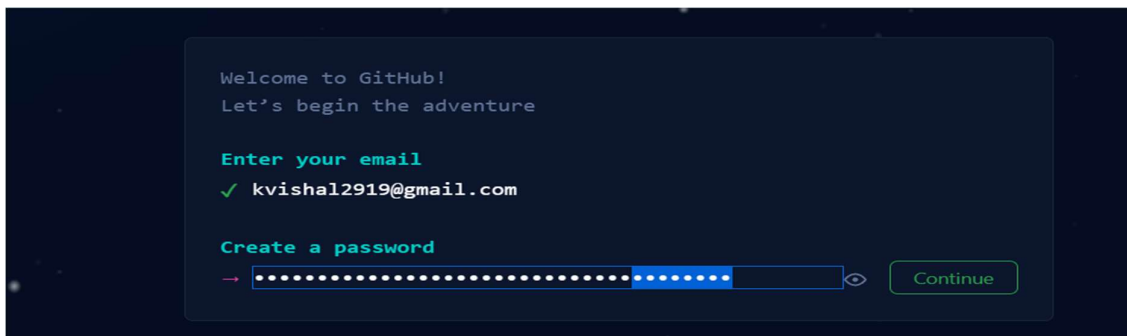 Welcome to GitHub!
Let’s begin the adventure
Enter your email
✓ kvishal2919@gmail.com
Create a password
→ •••••••••••••••••••••••••••••••••••••• Continue